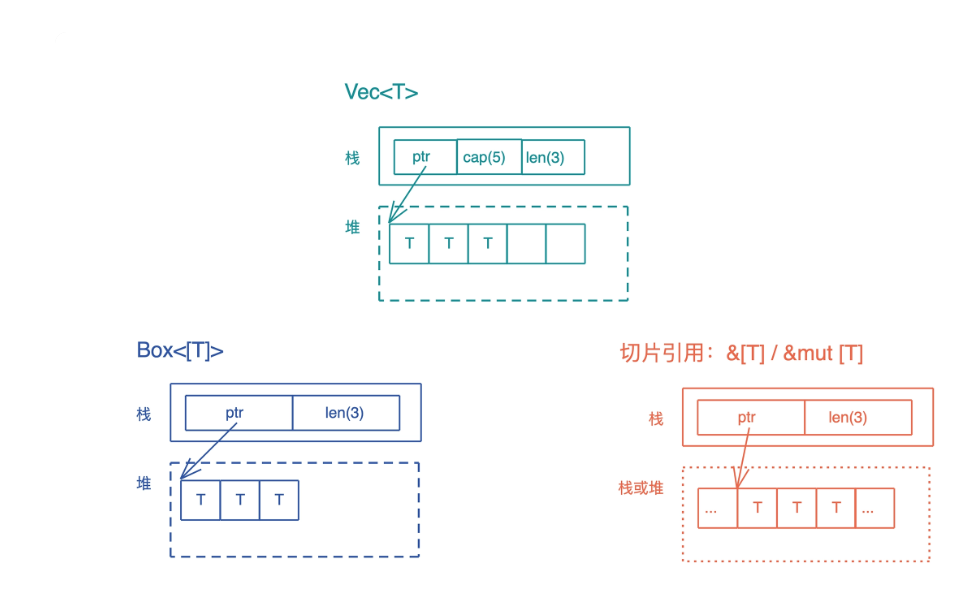 Vec<T>
栈
ptr cap(5) len(3)
堆
T T T
Box<[T]>
栈
ptr len(3)
堆
T T T
切片引用：&[T] / &mut [T]
栈
ptr len(3)
栈或堆
... T T T ...